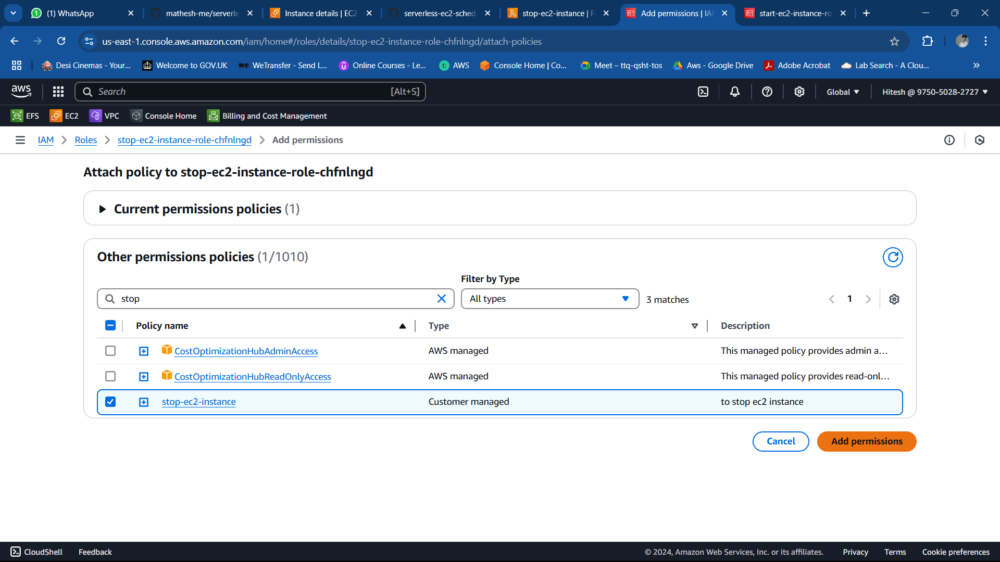 (1) WhatsApp
mathesh-me/serverle
Instance details | EC2
serverless-ec2-sched
stop-ec2-instance | F
Add permissions | IA
start-ec2-instance-ro
us-east-1.console.aws.amazon.com/iam/home#/roles/details/stop-ec2-instance-role-chfnlngd/attach-policies
Desi Cinemas - Your...
Welcome to GOV.UK
we WeTransfer - Send L...
Online Courses - Le...
t: AWS
Console Home | Co...
Meet – ttq-qsht-tos
Aws - Google Drive
Adobe Acrobat
Lab Search - A Clou...
aws
Search [Alt+S]
Global
Hitesh @ 9750-5028-2727
EFS
EC2
VPC
Console Home
Billing and Cost Management
IAM > Roles > stop-ec2-instance-role-chfnlngd > Add permissions
Attach policy to stop-ec2-instance-role-chfnlngd
Current permissions policies (1)
Other permissions policies (1/1010)
Filter by Type
stop
All types
3 matches
1
Policy name Type Description
CostOptimizationHubAdminAccess AWS managed This managed policy provides admin a...
CostOptimizationHubReadOnlyAccess AWS managed This managed policy provides read-onl...
stop-ec2-instance Customer managed to stop ec2 instance
Cancel
Add permissions
CloudShell Feedback © 2024, Amazon Web Services, Inc. or its affiliates. Privacy Terms Cookie preferences